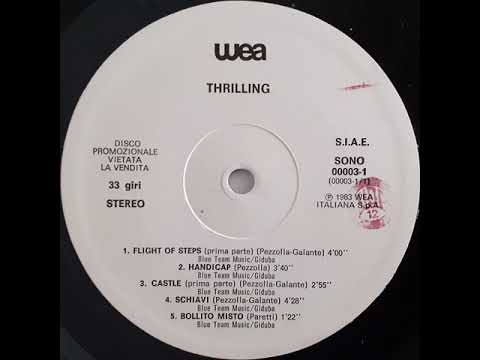 wea
THRILLING
DISCO
PROMOZIONALE
VIETATA
LA VENDITA
33 giri
STEREO
S.I.A.E.
SONO
00003-1
(00003-1/1)
Ⓟ 1983 WEA
ITALIANA S.p.A.
12
1. FLIGHT OF STEPS (prima parte) (Pezzolla-Galante) 4'00''
Blue Team Music/Giduba
2. HANDICAP (Pezzolla) 3'40''
Blue Team Music/Giduba
3. CASTLE (prima parte) (Pezzolla-Galante) 2'55''
Blue Team Music/Giduba
4. SCHIAVI (Pezzolla-Galante) 4'28''
Blue Team Music/Giduba
5. BOLLITO MISTO (Paretti) 1'22''
Blue Team Music/Giduba